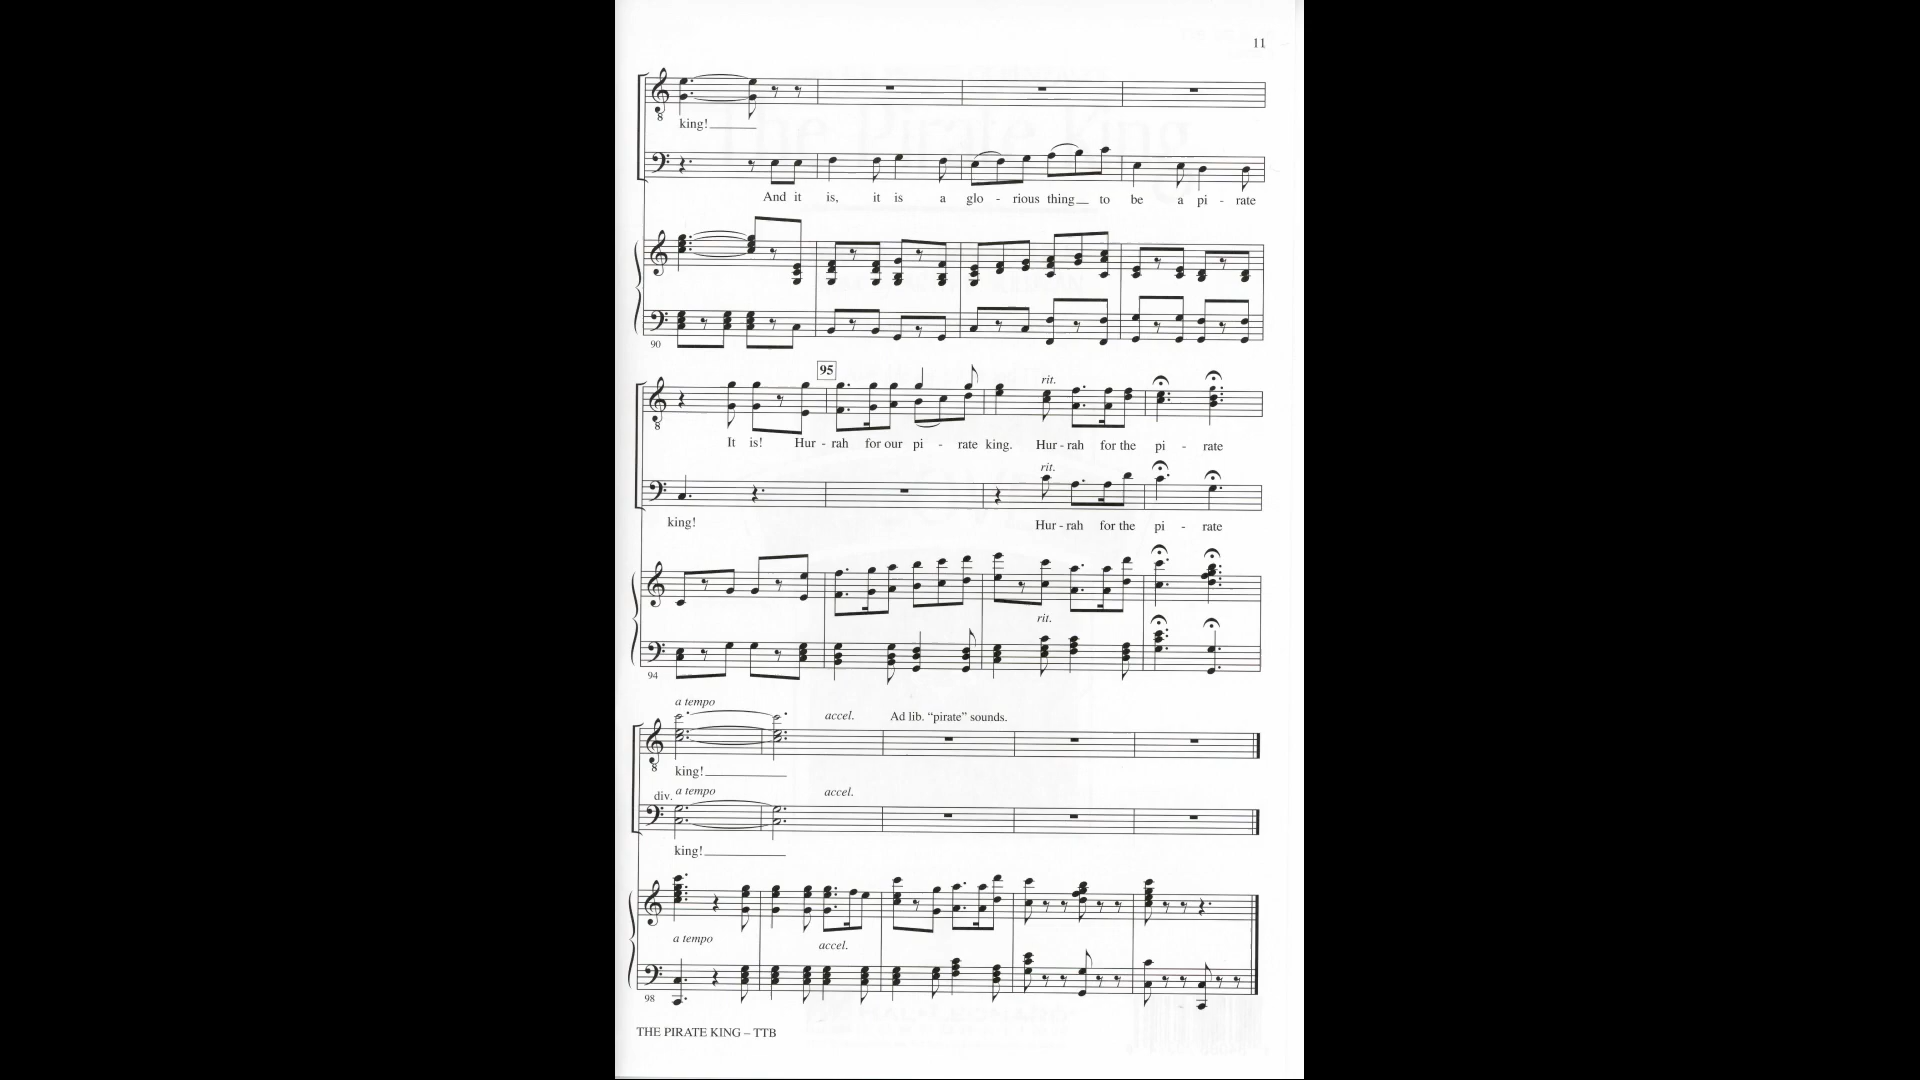 11
king!
And it is, it is a glo - rious thing to be a pi - rate
90
95
rit.
It is! Hur - rah for our pi - rate king. Hur - rah for the pi - rate
rit.
king! Hur - rah for the pi - rate
rit.
94
a tempo
accel. Ad lib. “pirate” sounds.
king!
div. a tempo accel.
king!
a tempo accel.
98
THE PIRATE KING – TTB